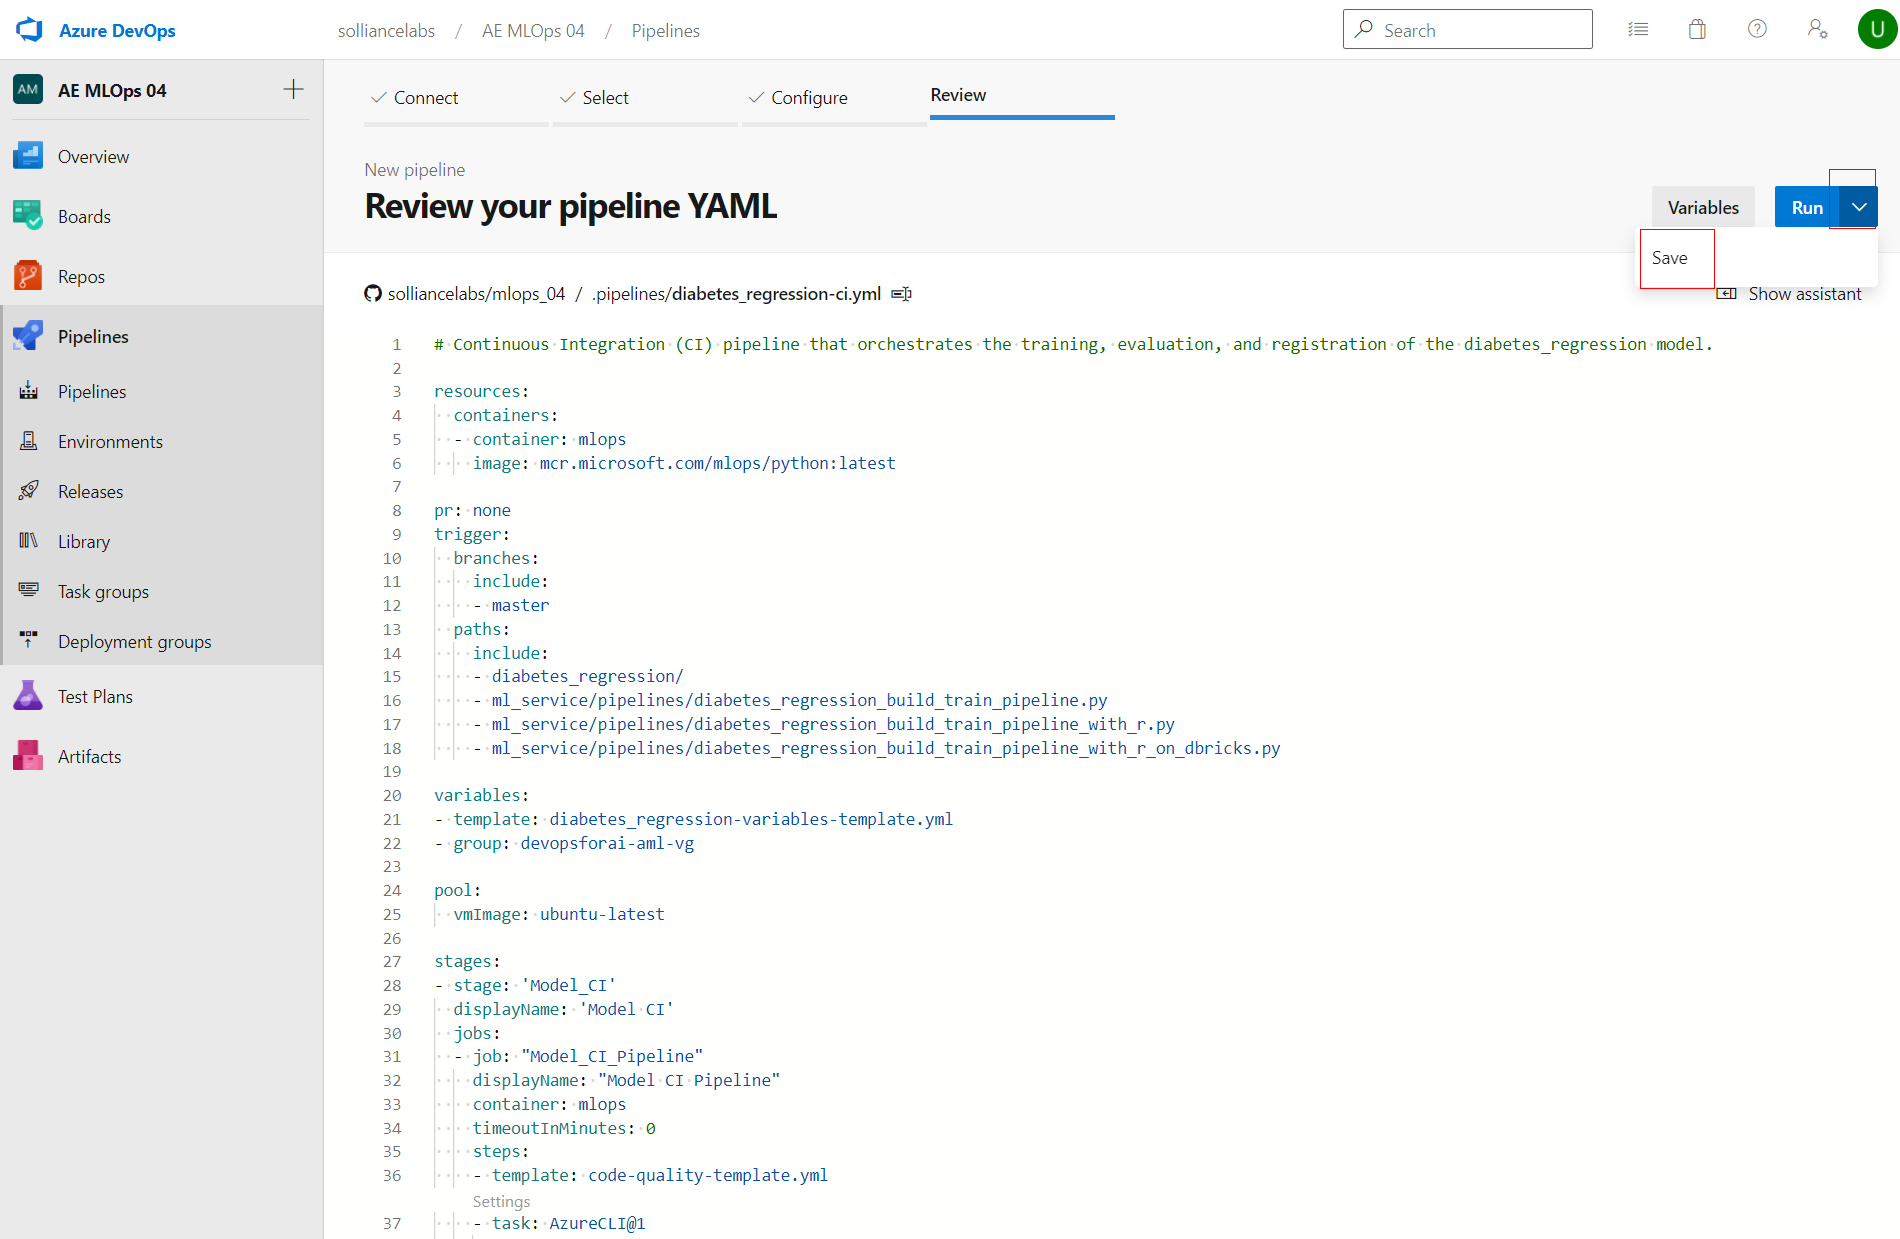 Azure DevOps
solliancelabs / AE MLOps 04 / Pipelines
Search
U
AM AE MLOps 04
Overview
Boards
Repos
Pipelines
Pipelines
Environments
Releases
Library
Task groups
Deployment groups
Test Plans
Artifacts
Connect
Select
Configure
Review
New pipeline
Review your pipeline YAML
Variables
Run
Save
Show assistant
solliancelabs/mlops_04 / .pipelines/diabetes_regression-ci.yml
1 # Continuous Integration (CI) pipeline that orchestrates the training, evaluation, and registration of the diabetes_regression model.
2
3 resources:
4   containers:
5   - container: mlops
6     image: mcr.microsoft.com/mlops/python:latest
7
8 pr: none
9 trigger:
10   branches:
11     include:
12     - master
13   paths:
14     include:
15     - diabetes_regression/
16     - ml_service/pipelines/diabetes_regression_build_train_pipeline.py
17     - ml_service/pipelines/diabetes_regression_build_train_pipeline_with_r.py
18     - ml_service/pipelines/diabetes_regression_build_train_pipeline_with_r_on_dbricks.py
19
20 variables:
21 - template: diabetes_regression-variables-template.yml
22 - group: devopsforai-aml-vg
23
24 pool:
25   vmImage: ubuntu-latest
26
27 stages:
28 - stage: 'Model_CI'
29   displayName: 'Model CI'
30   jobs:
31   - job: "Model_CI_Pipeline"
32     displayName: "Model CI Pipeline"
33     container: mlops
34     timeoutInMinutes: 0
35     steps:
36     - template: code-quality-template.yml
Settings
37     - task: AzureCLI@1